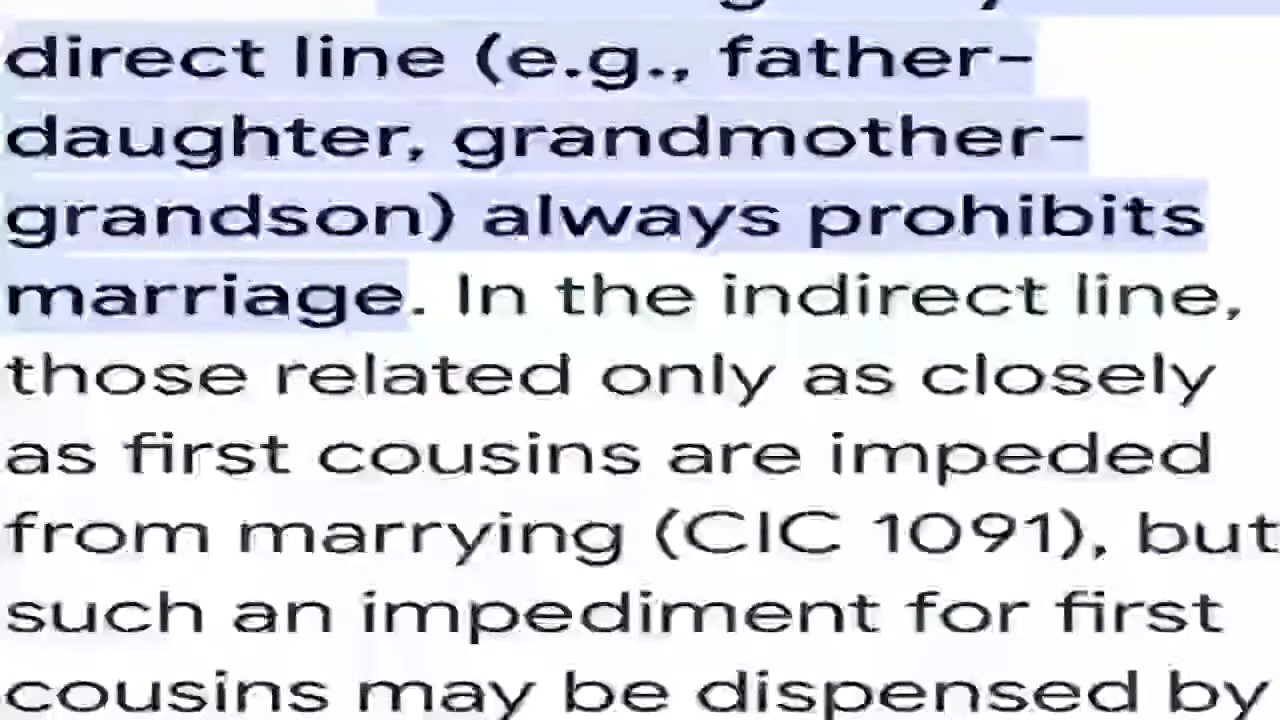 direct line (e.g., father-
daughter, grandmother-
grandson) always prohibits
marriage. In the indirect line,
those related only as closely
as first cousins are impeded
from marrying (CIC 1091), but
such an impediment for first
cousins may be dispensed by